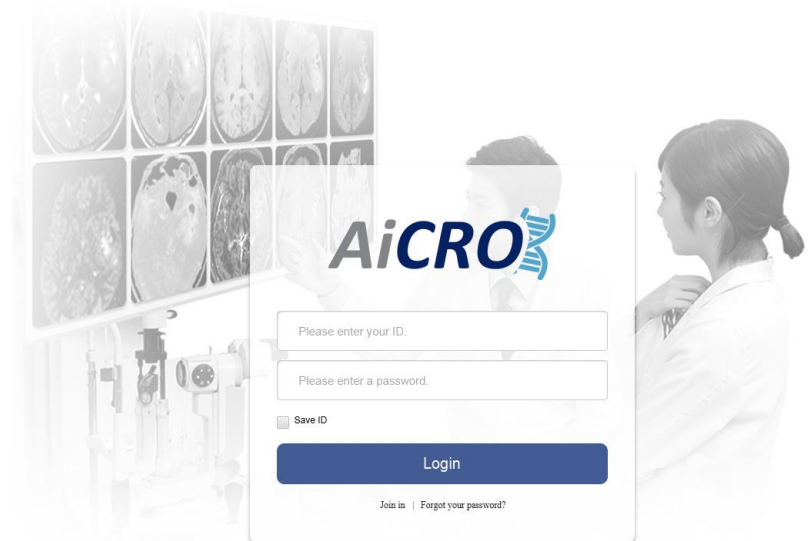 AiCRO
Please enter your ID.
Please enter a password.
Save ID
Login
Join in | Forgot your password?